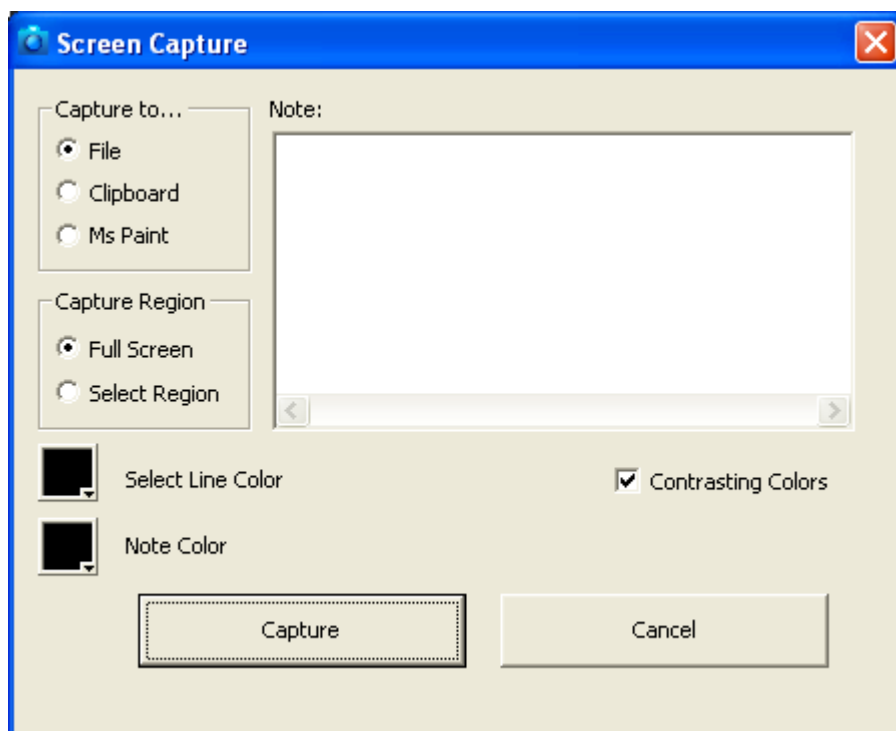 Screen Capture
Capture to...
File
Clipboard
Ms Paint
Note:
Capture Region
Full Screen
Select Region
Select Line Color
Contrasting Colors
Note Color
Capture
Cancel